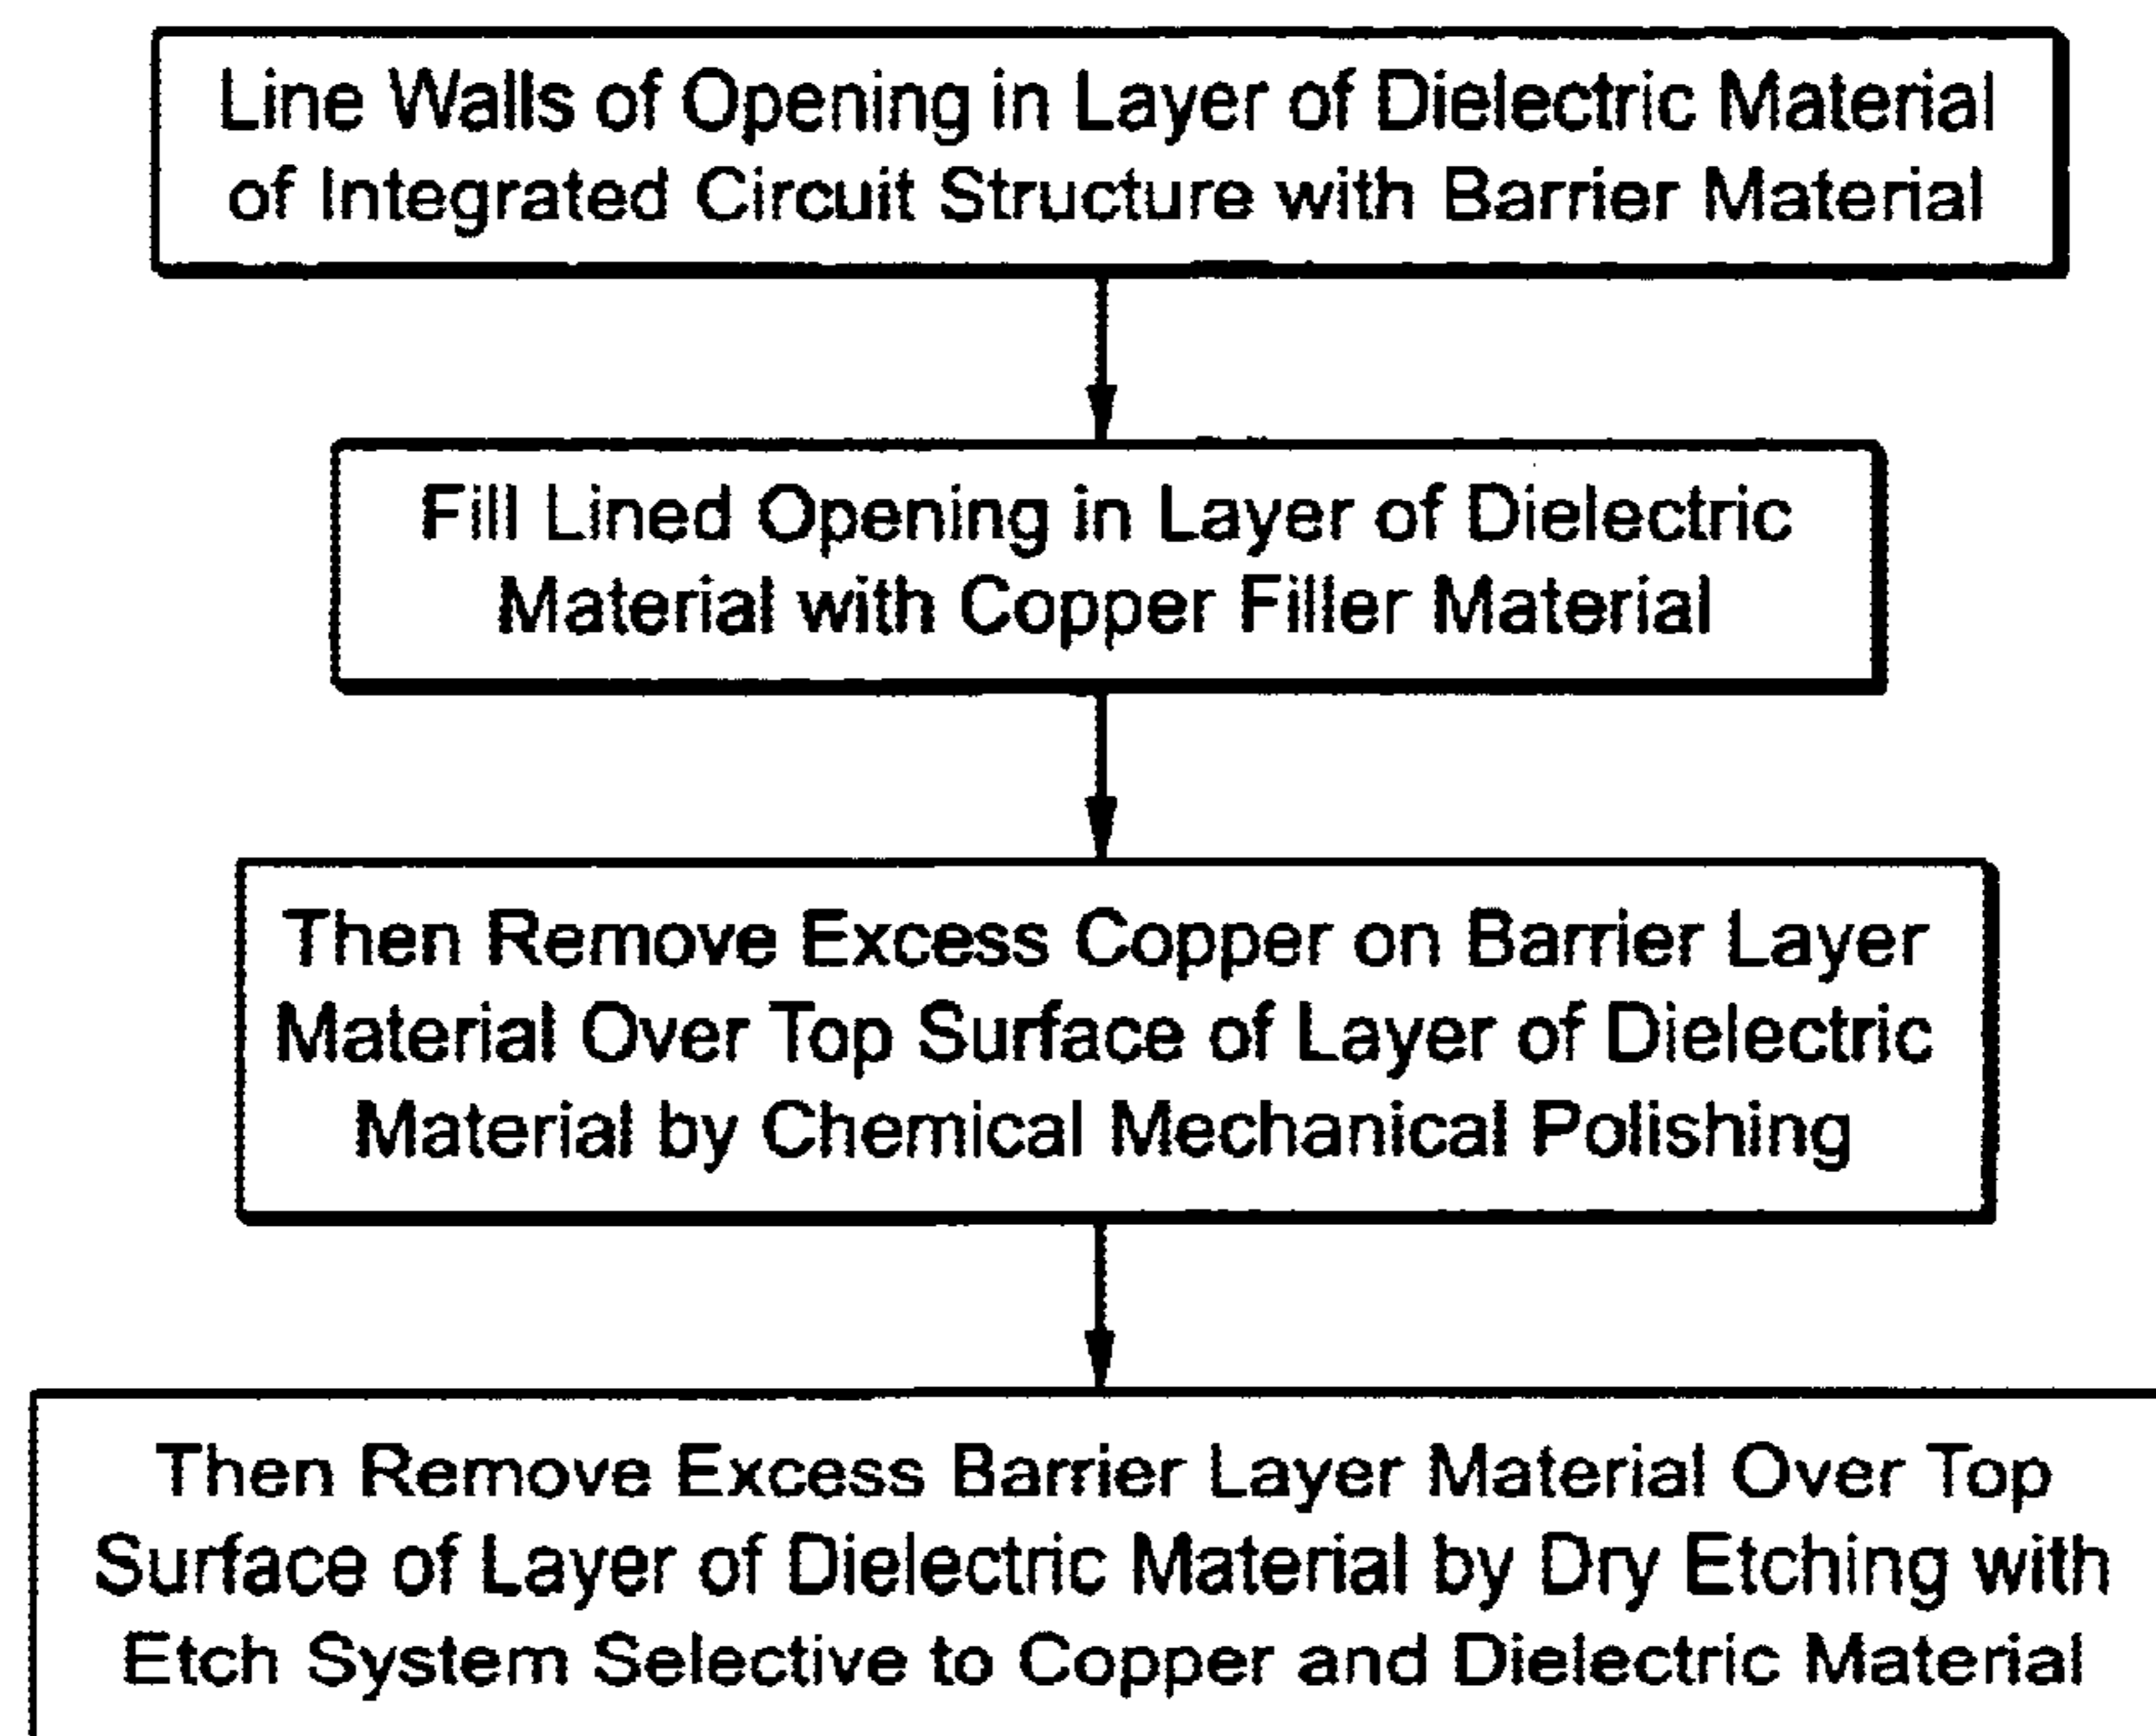 Line Walls of Opening in Layer of Dielectric Material
of Integrated Circuit Structure with Barrier Material
Fill Lined Opening in Layer of Dielectric
Material with Copper Filler Material
Then Remove Excess Copper on Barrier Layer
Material Over Top Surface of Layer of Dielectric
Material by Chemical Mechanical Polishing
Then Remove Excess Barrier Layer Material Over Top
Surface of Layer of Dielectric Material by Dry Etching with
Etch System Selective to Copper and Dielectric Material